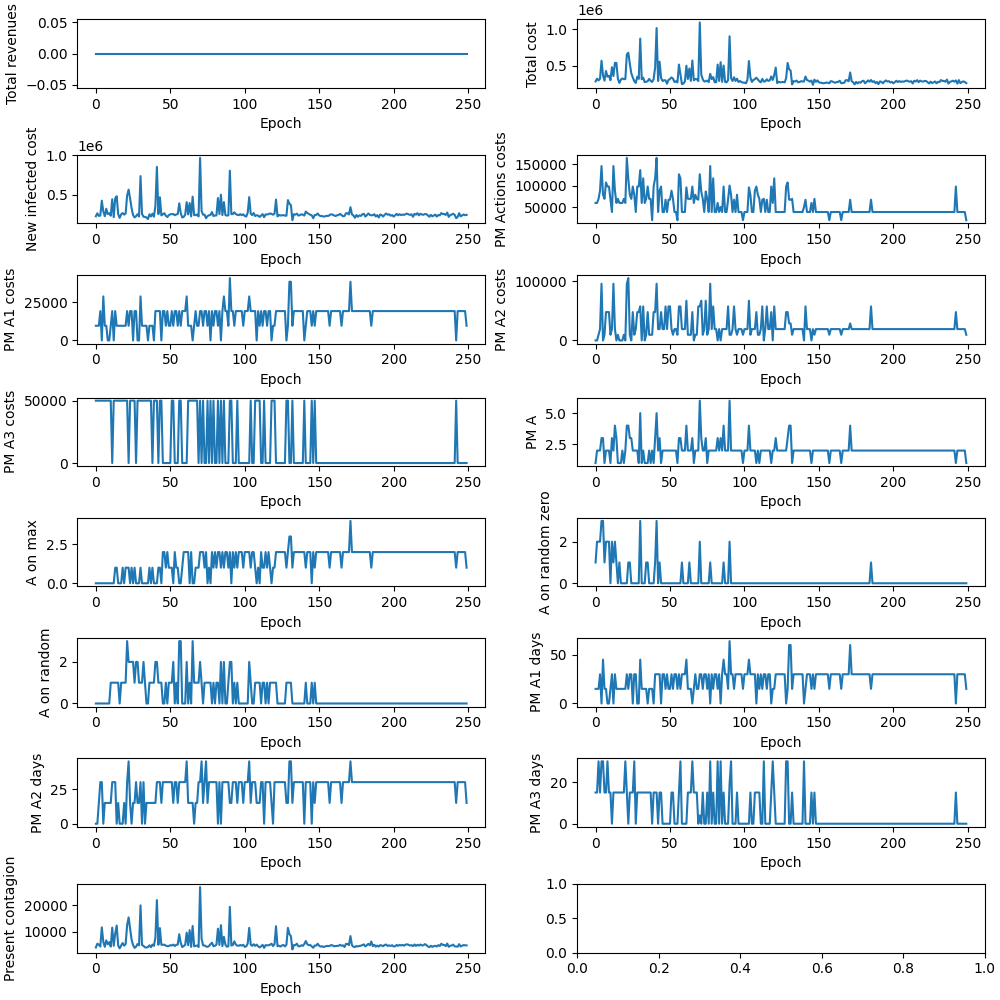 Total revenues
0.05
0.00
−0.05
0 50 100 150 200 250
Epoch
Total cost
1e6
1.0
0.5
0 50 100 150 200 250
Epoch
New infected cost
1e6
1.0
0.5
0 50 100 150 200 250
Epoch
PM Actions costs
150000
100000
50000
0 50 100 150 200 250
Epoch
PM A1 costs
25000
0
0 50 100 150 200 250
Epoch
PM A2 costs
100000
0
0 50 100 150 200 250
Epoch
PM A3 costs
50000
0
0 50 100 150 200 250
Epoch
PM A
5.0
2.5
0 50 100 150 200 250
Epoch
A on max
2.5
0.0
0 50 100 150 200 250
Epoch
A on random zero
2
0
0 50 100 150 200 250
Epoch
A on random
2
0
0 50 100 150 200 250
Epoch
PM A1 days
50
0
0 50 100 150 200 250
Epoch
PM A2 days
25
0
0 50 100 150 200 250
Epoch
PM A3 days
20
0
0 50 100 150 200 250
Epoch
Present contagion
20000
10000
0 50 100 150 200 250
Epoch
1.0
0.5
0.0
0.0 0.2 0.4 0.6 0.8 1.0